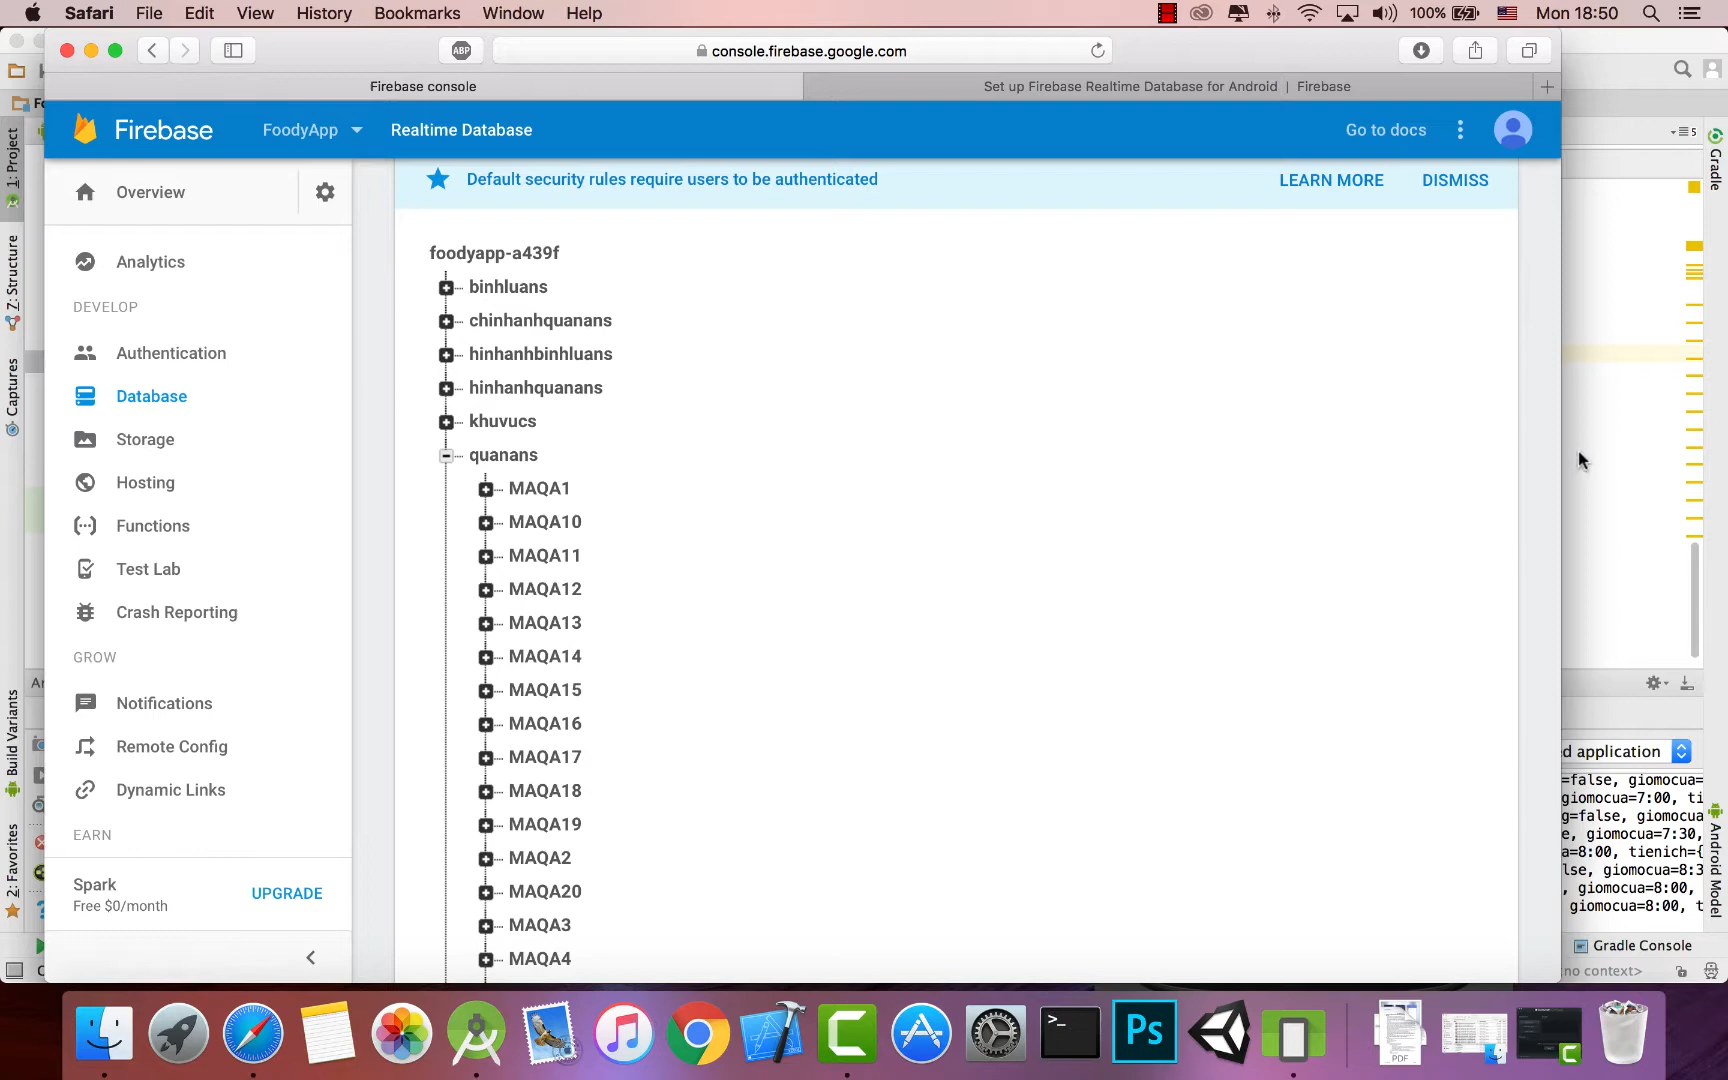 Safari File Edit View History Bookmarks Window Help 100% Mon 18:50
ABP console.firebase.google.com
Firebase console Set up Firebase Realtime Database for Android | Firebase
Firebase FoodyApp Realtime Database Go to docs
Default security rules require users to be authenticated LEARN MORE DISMISS
Overview
Analytics
DEVELOP
Authentication
Database
Storage
Hosting
Functions
Test Lab
Crash Reporting
GROW
Notifications
Remote Config
Dynamic Links
EARN
Spark
Free $0/month
UPGRADE
foodyapp-a439f
binhluans
chinhanhquanans
hinhanhbinhluans
hinhanhquanans
khuvucs
quanans
MAQA1
MAQA10
MAQA11
MAQA12
MAQA13
MAQA14
MAQA15
MAQA16
MAQA17
MAQA18
MAQA19
MAQA2
MAQA20
MAQA3
MAQA4
1: Project
Z: Structure
Captures
Build Variants
2: Favorites
5
Gradle
Android Model
ed application
=false, giomocua=
giomocua=7:00, ti
g=false, giomocua
e, giomocua=7:30,
a=8:00, tienich={
lse, giomocua=8:3
, giomocua=8:00,
giomocua=8:00, t
Gradle Console
no context>
Ps
PDF